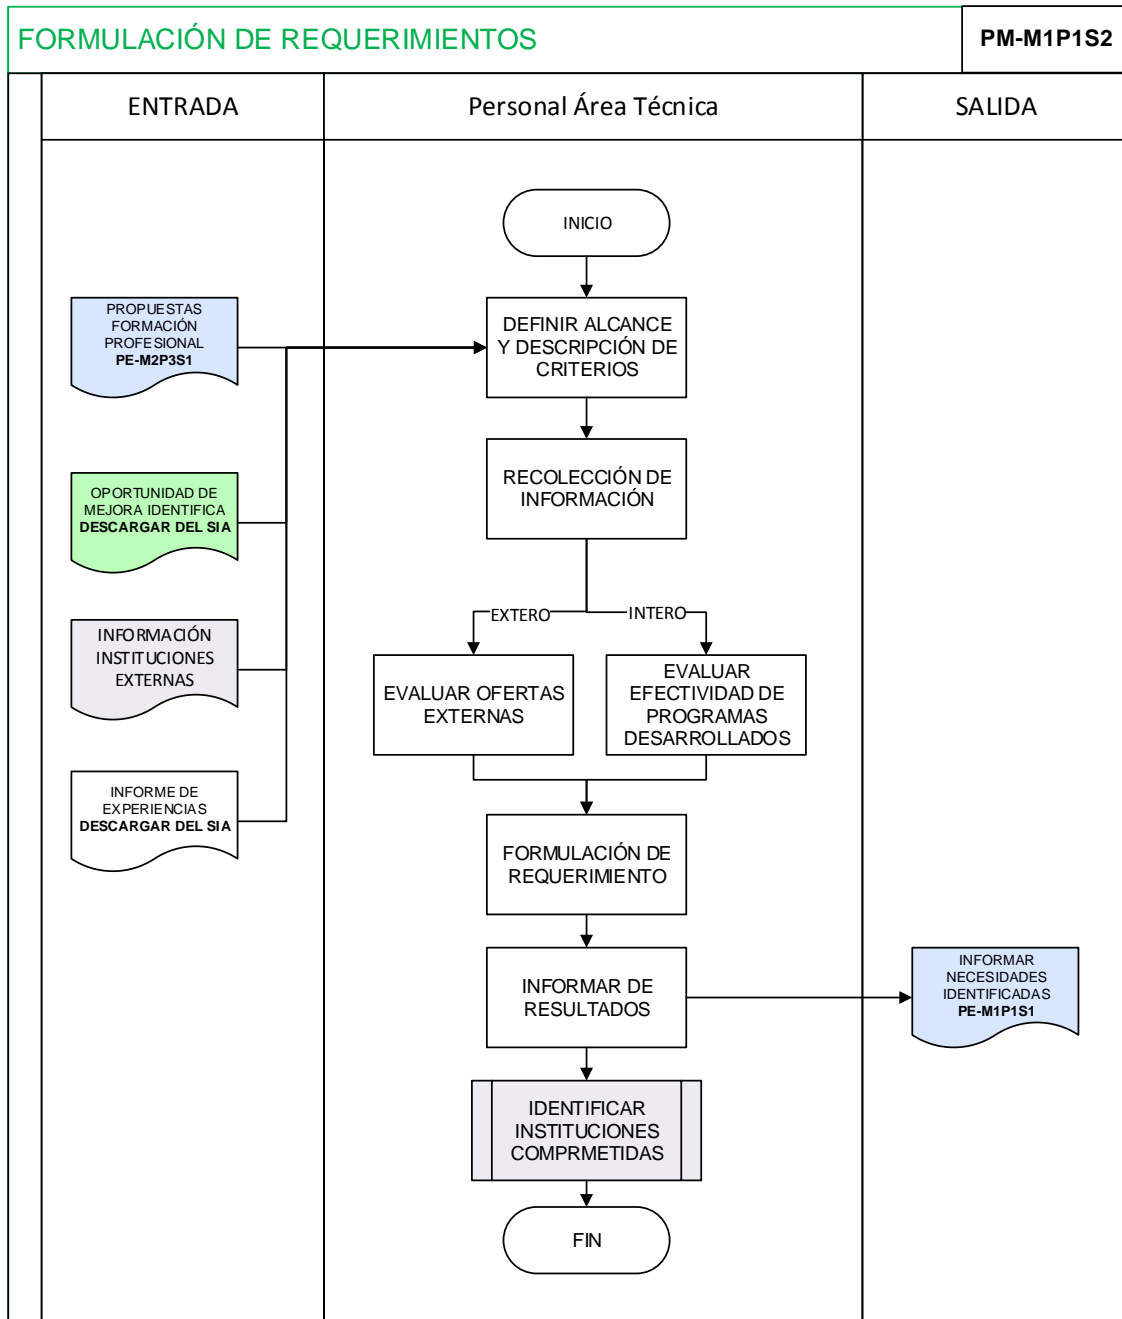 FORMULACIÓN DE REQUERIMIENTOS
PM-M1P1S2
ENTRADA
Personal Área Técnica
SALIDA
INICIO
PROPUESTAS
FORMACIÓN
PROFESIONAL
PE-M2P3S1
DEFINIR ALCANCE
Y DESCRIPCIÓN DE
CRITERIOS
OPORTUNIDAD DE
MEJORA IDENTIFICA
DESCARGAR DEL SIA
RECOLECCIÓN DE
INFORMACIÓN
EXTERO
INTERO
INFORMACIÓN
INSTITUCIONES
EXTERNAS
EVALUAR OFERTAS
EXTERNAS
EVALUAR
EFECTIVIDAD DE
PROGRAMAS
DESARROLLADOS
INFORME DE
EXPERIENCIAS
DESCARGAR DEL SIA
FORMULACIÓN DE
REQUERIMIENTO
INFORMAR DE
RESULTADOS
INFORMAR
NECESIDADES
IDENTIFICADAS
PE-M1P1S1
IDENTIFICAR
INSTITUCIONES
COMPRMETIDAS
FIN